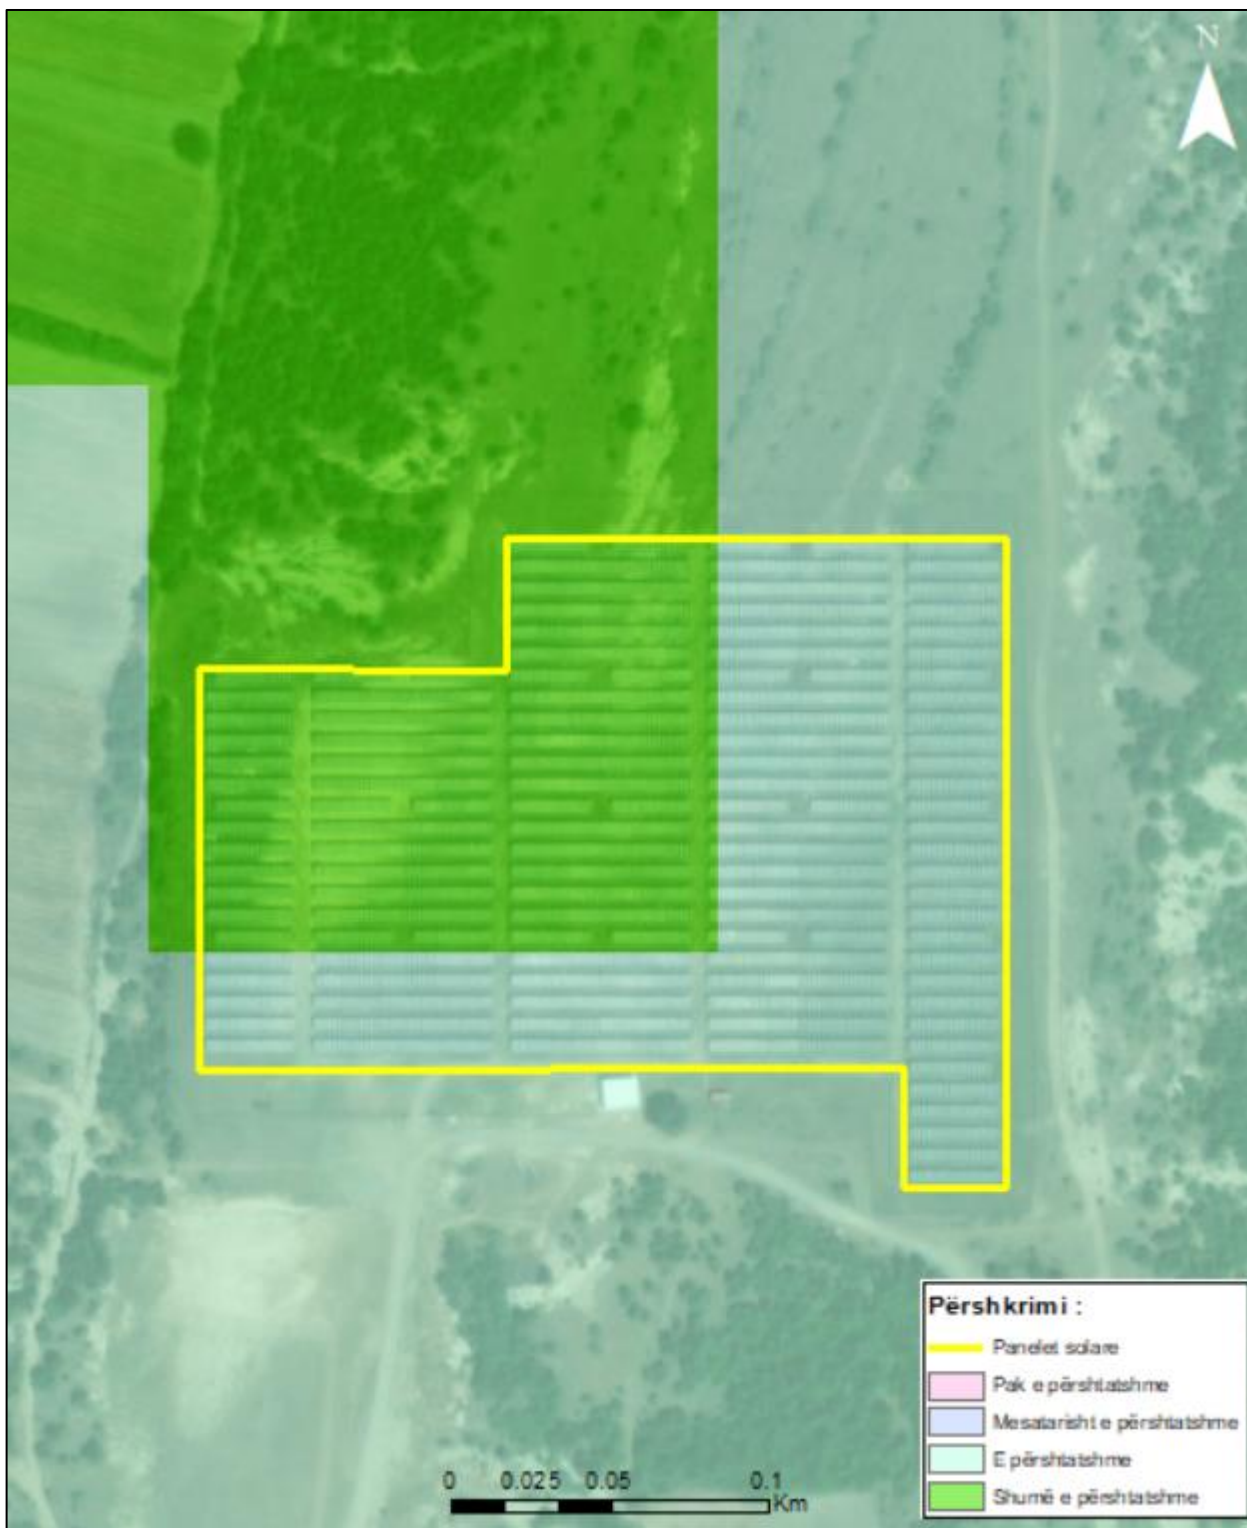 N
Përshkrimi :
Panelet solare
Pak e përshtatshme
Mesatarisht e përshtatshme
E përshtatshme
Shumë e përshtatshme
0 0.025 0.05 0.1
Km